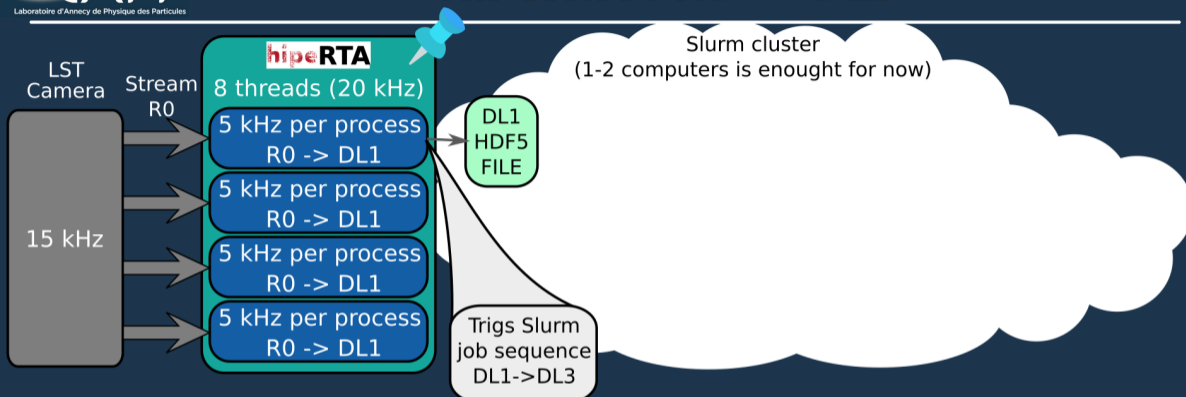 Laboratoire d'Annecy de Physique des Particules
LST
Camera
15 kHz
Stream
R0
hipeRTA
8 threads (20 kHz)
5 kHz per process
R0 -> DL1
5 kHz per process
R0 -> DL1
5 kHz per process
R0 -> DL1
5 kHz per process
R0 -> DL1
DL1
HDF5
FILE
Trigs Slurm
job sequence
DL1->DL3
Slurm cluster
(1-2 computers is enought for now)